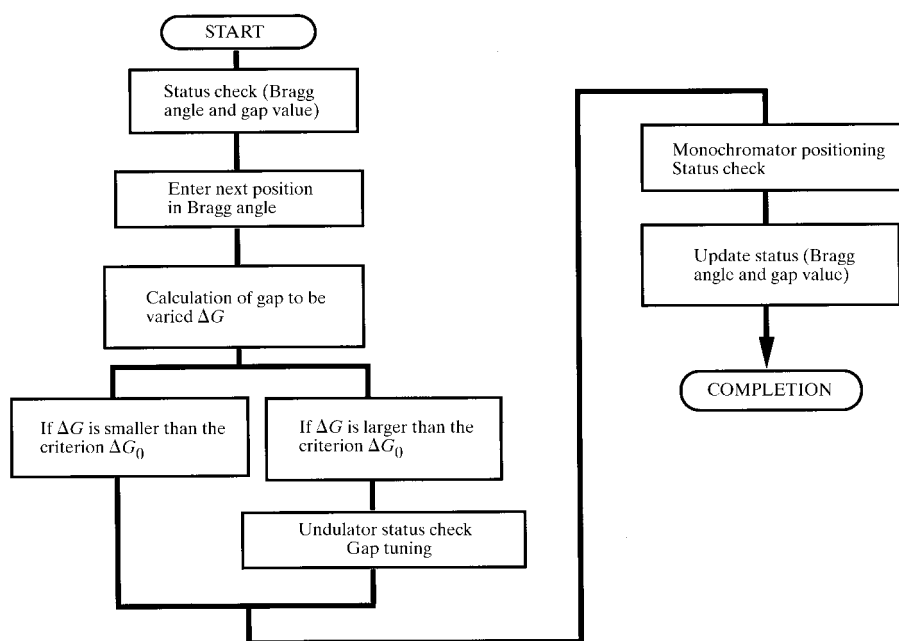 START
Status check (Bragg
angle and gap value)
Enter next position
in Bragg angle
Calculation of gap to be
varied ΔG
If ΔG is smaller than the
criterion ΔG₀
If ΔG is larger than the
criterion ΔG₀
Undulator status check
Gap tuning
Monochromator positioning
Status check
Update status (Bragg
angle and gap value)
COMPLETION